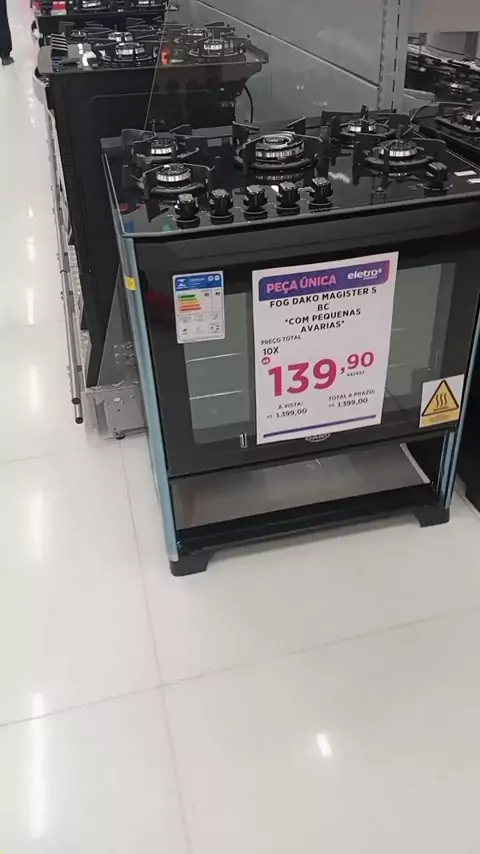 PEÇA ÚNICA eletro
FOG DAKO MAGISTER 5
BC
"COM PEQUENAS
AVARIAS"
PREÇO TOTAL
10X
R$ 139,90
A VISTA: TOTAL A PRAZO:
R$ 1.399,00 R$ 1.399,00
DAKO